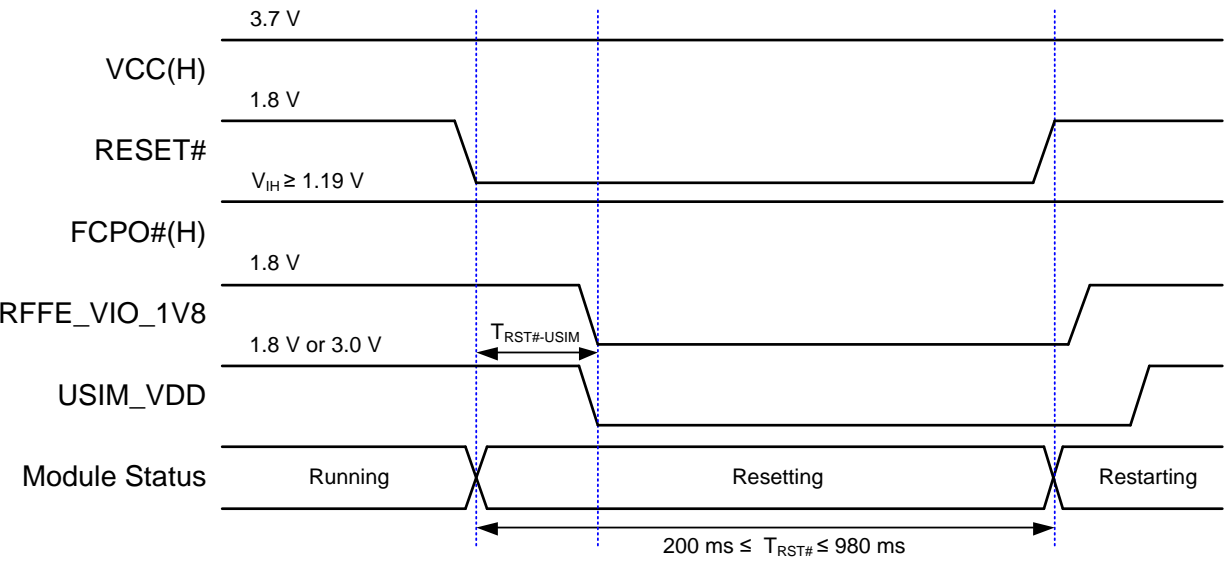 3.7 V
VCC(H)
1.8 V
RESET#
VIH ≥ 1.19 V
FCPO#(H)
1.8 V
RFFE_VIO_1V8
TRST#-USIM
1.8 V or 3.0 V
USIM_VDD
Module Status
Running
Resetting
Restarting
200 ms ≤ TRST# ≤ 980 ms